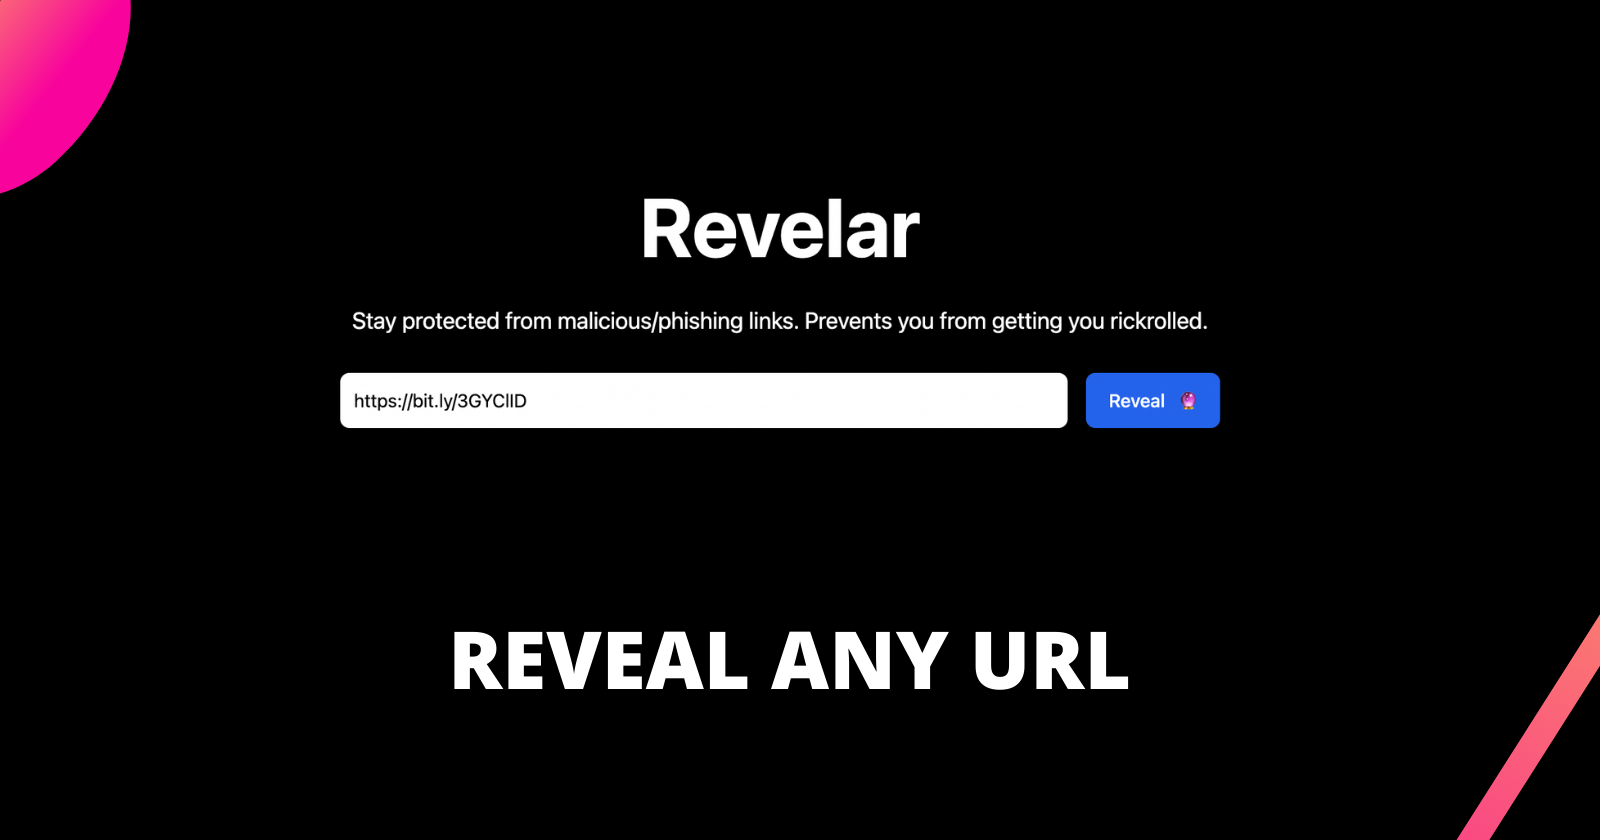 Revelar
Stay protected from malicious/phishing links. Prevents you from getting you rickrolled.
https://bit.ly/3GYClID
Reveal
REVEAL ANY URL